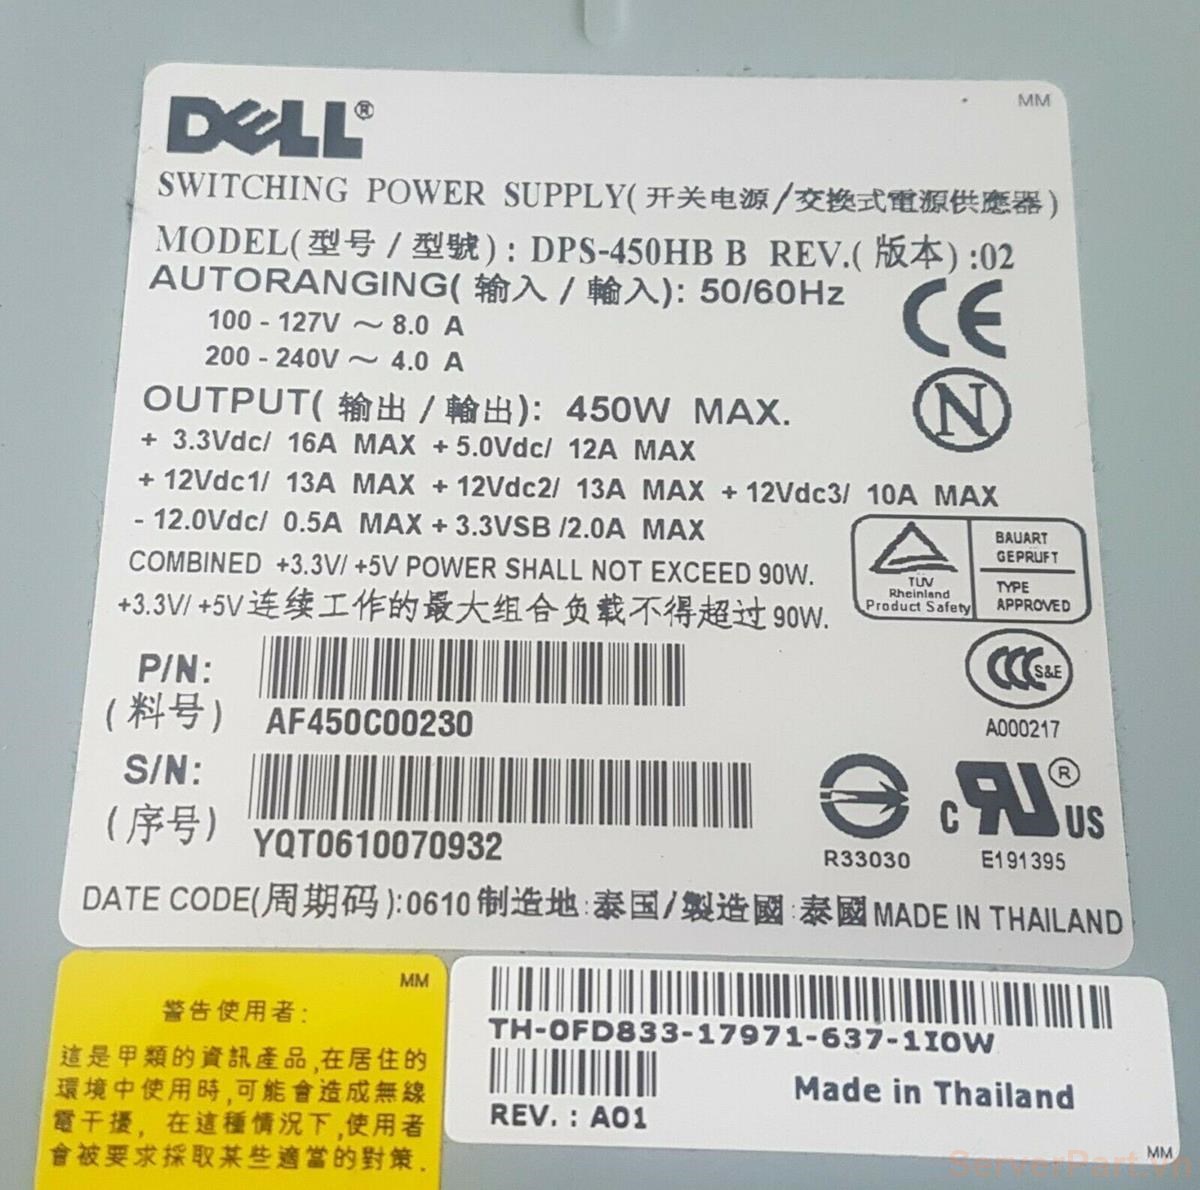 DELL®
MM
SWITCHING POWER SUPPLY(开关电源/交換式電源供應器)
MODEL(型号/型號): DPS-450HB B REV.(版本):02
AUTORANGING(输入/輸入): 50/60Hz
100 - 127V ~ 8.0 A
200 - 240V ~ 4.0 A
CE
N
OUTPUT(输出/輸出): 450W MAX.
+ 3.3Vdc/ 16A MAX + 5.0Vdc/ 12A MAX
+ 12Vdc1/ 13A MAX + 12Vdc2/ 13A MAX + 12Vdc3/ 10A MAX
- 12.0Vdc/ 0.5A MAX + 3.3VSB /2.0A MAX
COMBINED +3.3V/ +5V POWER SHALL NOT EXCEED 90W.
+3.3V/ +5V连续工作的最大组合负载不得超过90W.
TÜV
Rheinland
Product Safety
BAUART
GEPRUFT
TYPE
APPROVED
P/N:
(料号)
AF450C00230
CCC S&E
A000217
S/N:
(序号)
YQT0610070932
R33030
c RU® US
E191395
DATE CODE(周期码):0610 制造地:泰国/製造國:泰國 MADE IN THAILAND
MM
警告使用者:
這是甲類的資訊產品,在居住的
環境中使用時,可能會造成無線
電干擾, 在這種情況下,使用者
會被要求採取某些適當的對策.
TH-0FD833-17971-637-1I0W
REV. : A01
Made in Thailand
MM
ServerPart.vn